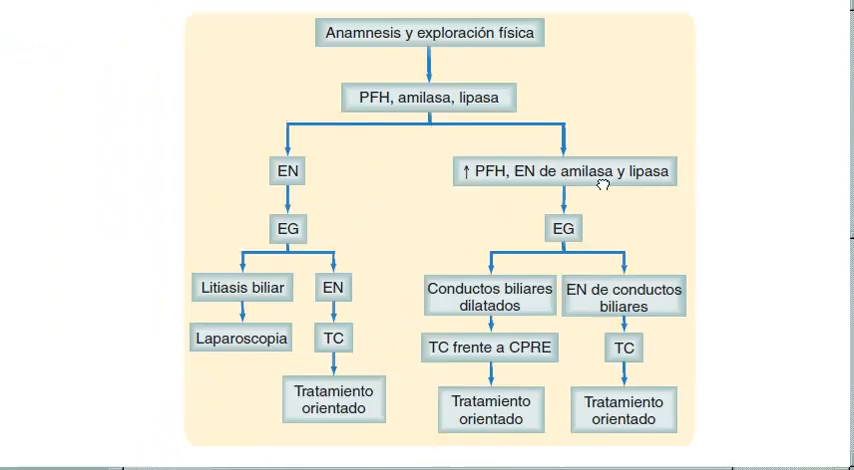 Anamnesis y exploración física
PFH, amilasa, lipasa
EN
↑ PFH, EN de amilasa y lipasa
EG
EG
Litiasis biliar
EN
Conductos biliares
dilatados
EN de conductos
biliares
Laparoscopia
TC
TC frente a CPRE
TC
Tratamiento
orientado
Tratamiento
orientado
Tratamiento
orientado